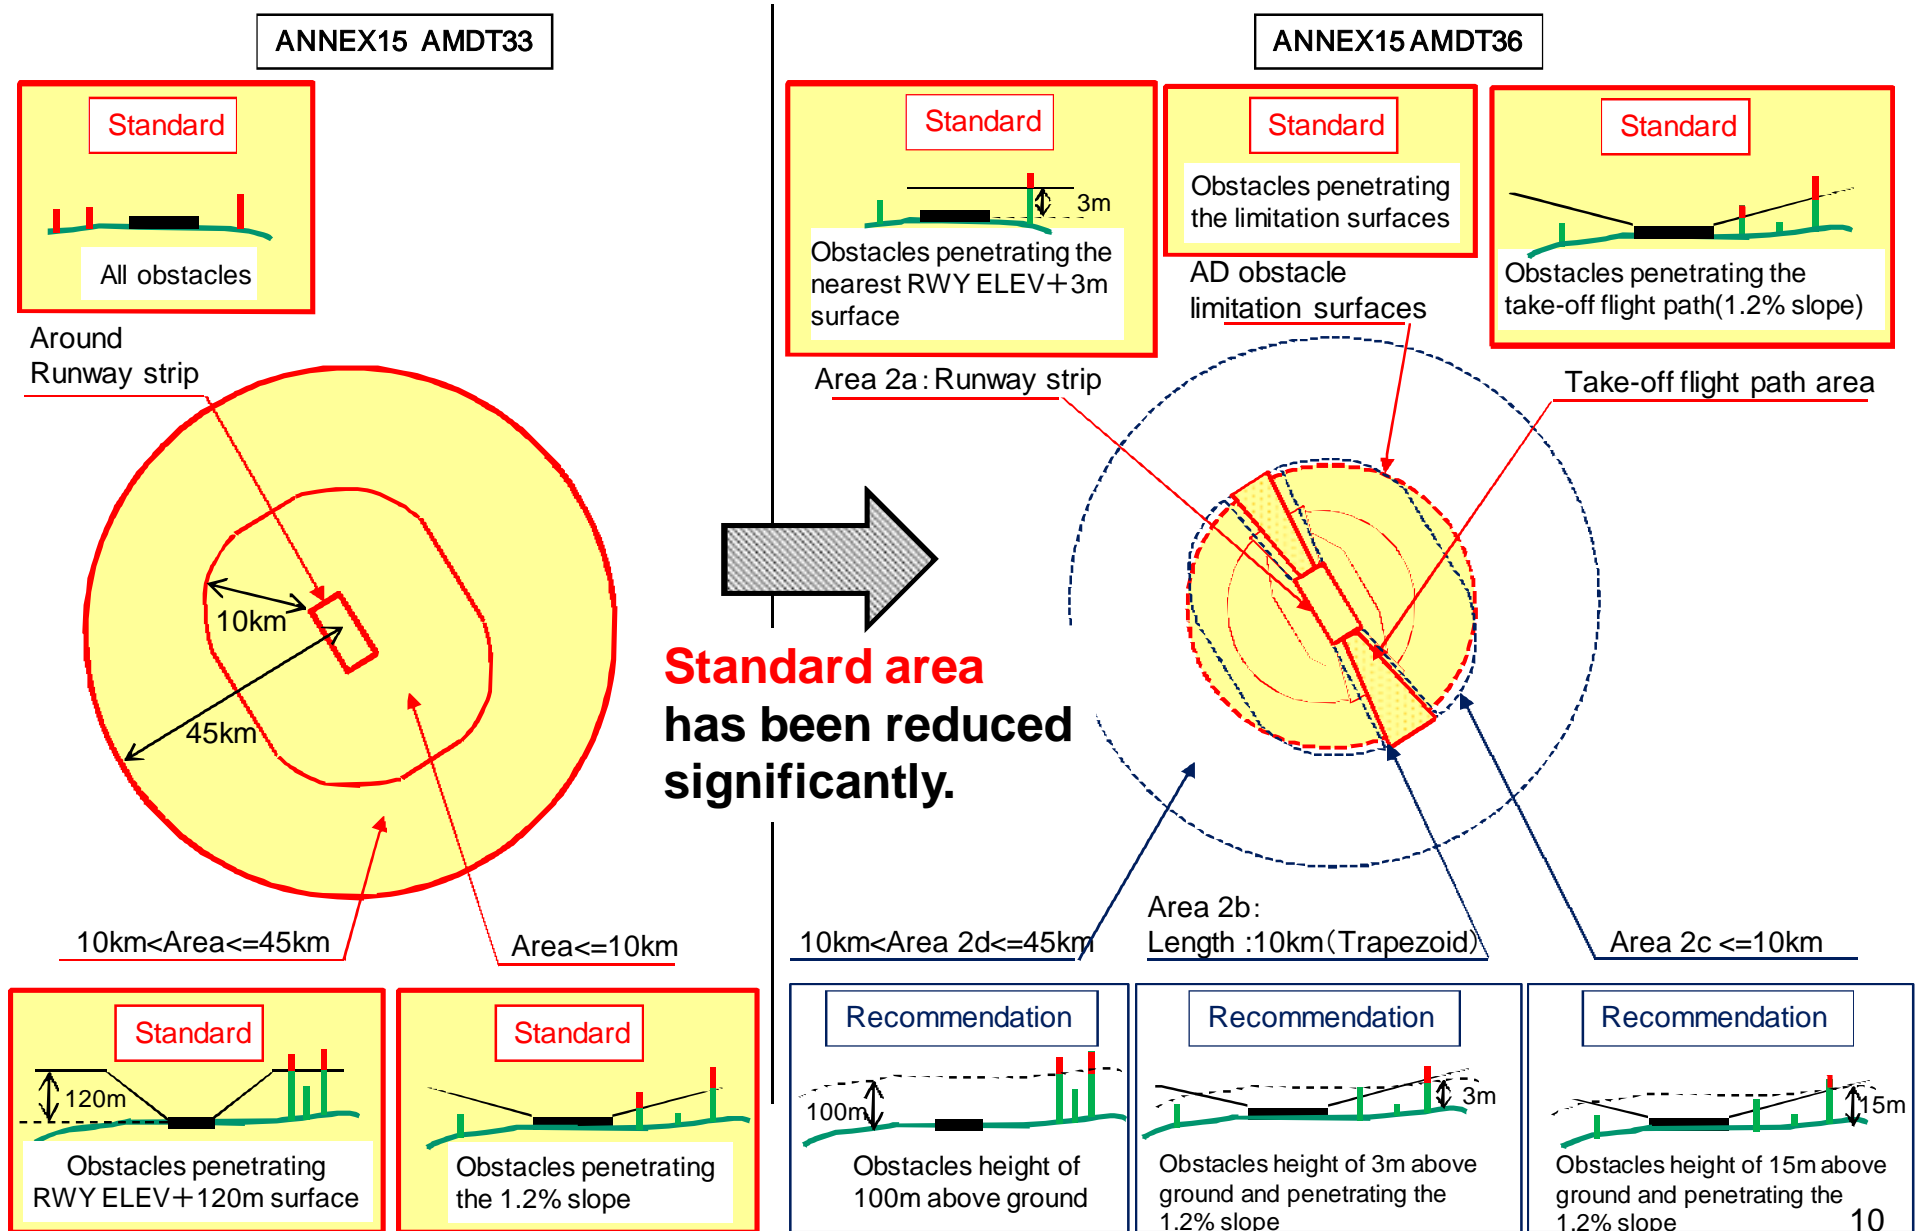 ANNEX15 AMDT33
Standard
All obstacles
Around
Runway strip
10km
45km
10km<Area<=45km
Area<=10km
Standard
120m
Obstacles penetrating
RWY ELEV+120m surface
Standard
Obstacles penetrating
the 1.2% slope
Standard area
has been reduced
significantly.
ANNEX15 AMDT36
Standard
3m
Obstacles penetrating the
nearest RWY ELEV+3m
surface
Standard
Obstacles penetrating
the limitation surfaces
Standard
Obstacles penetrating the
take-off flight path(1.2% slope)
AD obstacle
limitation surfaces
Area 2a:Runway strip
Take-off flight path area
10km<Area 2d<=45km
Area 2b:
Length :10km(Trapezoid)
Area 2c <=10km
Recommendation
100m
Obstacles height of
100m above ground
Recommendation
3m
Obstacles height of 3m above
ground and penetrating the
1.2% slope
Recommendation
15m
Obstacles height of 15m above
ground and penetrating the
1.2% slope
10